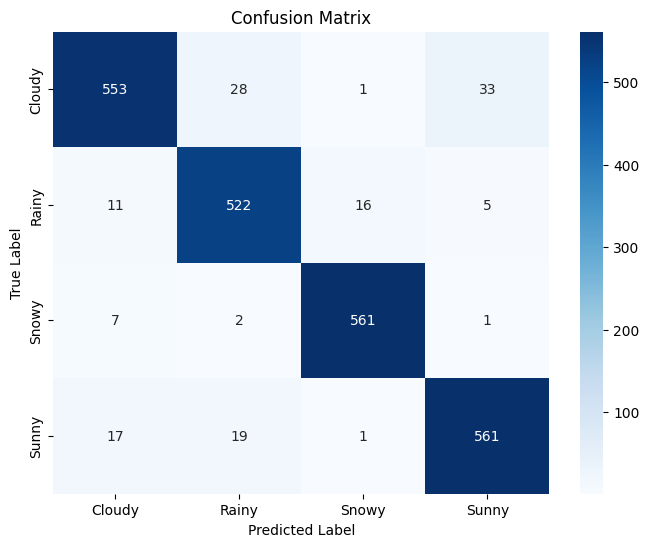 Confusion Matrix
Cloudy
553 28 1 33
Rainy
11 522 16 5
Snowy
7 2 561 1
Sunny
17 19 1 561
True Label
Cloudy Rainy Snowy Sunny
Predicted Label
500
400
300
200
100